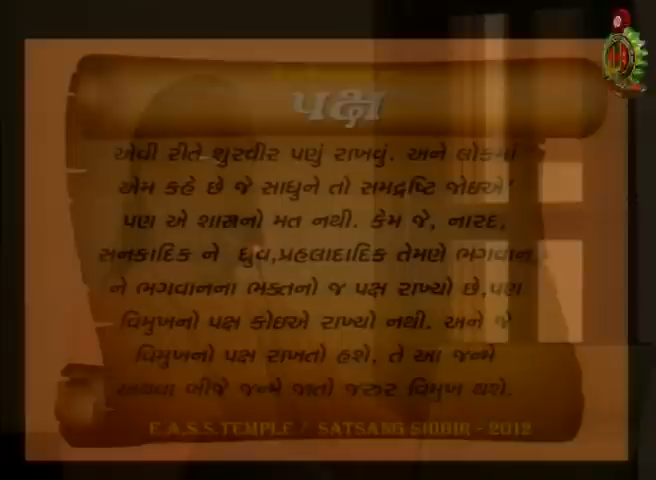 પક્ષ
એવી રીતે શુરવીર પણું રાખવું. અને લોકમાં
એમ કહે છે જે સાધુને તો સમદ્રષ્ટિ જોઇએ
પણ એ શાસ્ત્રનો મત નથી. કેમ જે, નારદ,
સનકાદિક ને ધ્રુવ,પ્રહલાદાદિક તેમણે ભગવાન
ને ભગવાનના ભક્તનો જ પક્ષ રાખ્યો છે,પણ
વિમુખનો પક્ષ કોઇએ રાખ્યો નથી. અને જે
વિમુખનો પક્ષ રાખતો હશે. તે આ જન્મે
અથવા બીજે જન્મે જાતો જરુર વિમુખ થશે.
E.A.S.S.TEMPLE / SATSANG SIBIR - 2012